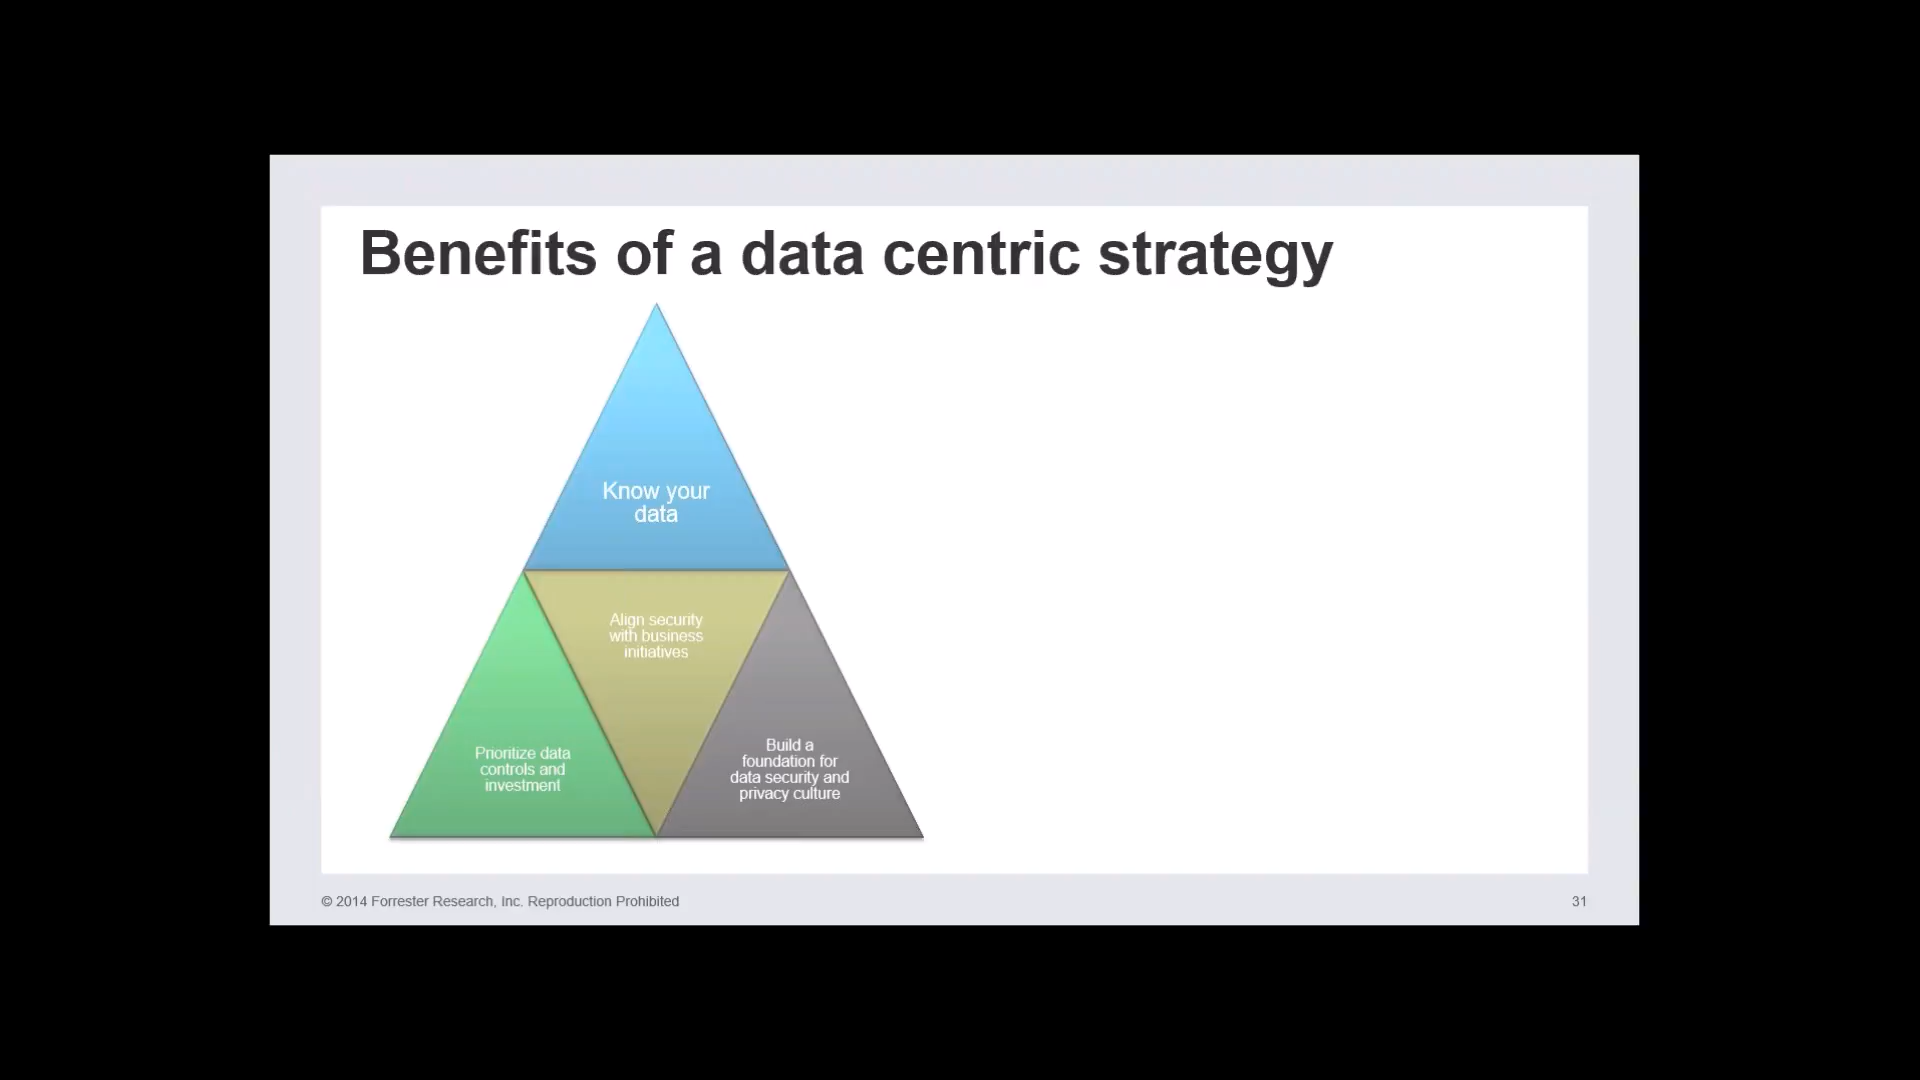 Benefits of a data centric strategy
Know your
data
Align security
with business
initiatives
Prioritize data
controls and
investment
Build a
foundation for
data security and
privacy culture
© 2014 Forrester Research, Inc. Reproduction Prohibited
31